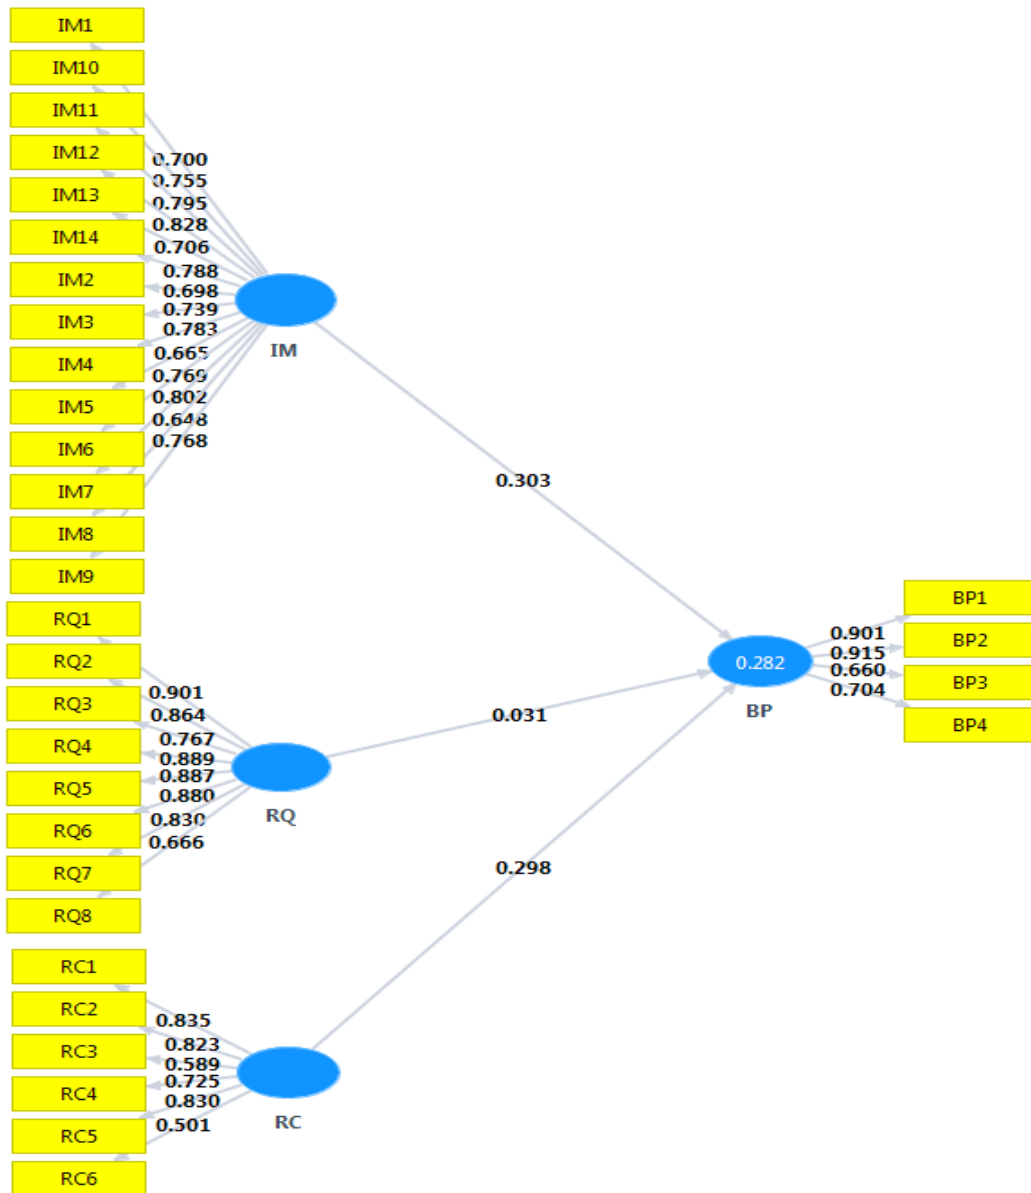 IM1
IM10
IM11
IM12
IM13
IM14
IM2
IM3
IM4
IM5
IM6
IM7
IM8
IM9
0.700
0.755
0.795
0.828
0.706
0.788
0.698
0.739
0.783
0.665
0.769
0.802
0.648
0.768
IM
0.303
RQ1
RQ2
RQ3
RQ4
RQ5
RQ6
RQ7
RQ8
0.901
0.864
0.767
0.889
0.887
0.880
0.830
0.666
RQ
0.031
RC1
RC2
RC3
RC4
RC5
RC6
0.835
0.823
0.589
0.725
0.830
0.501
RC
0.298
0.282
BP
0.901
0.915
0.660
0.704
BP1
BP2
BP3
BP4